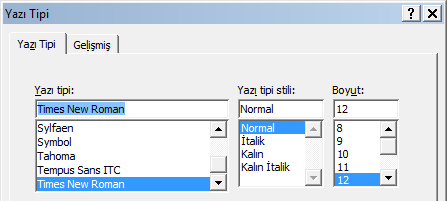 Yazı Tipi
Yazı Tipi Gelişmiş
Yazı tipi: Yazı tipi stili: Boyut:
Times New Roman Normal 12
Sylfaen Normal 8
Symbol İtalik 9
Tahoma Kalın 10
Tempus Sans ITC Kalın İtalik 11
Times New Roman 12